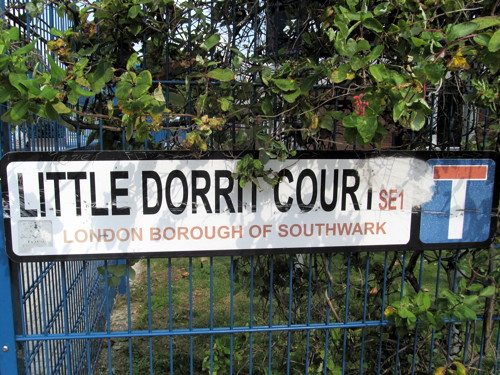 LITTLE DORRIT COURT SE1
LONDON BOROUGH OF SOUTHWARK